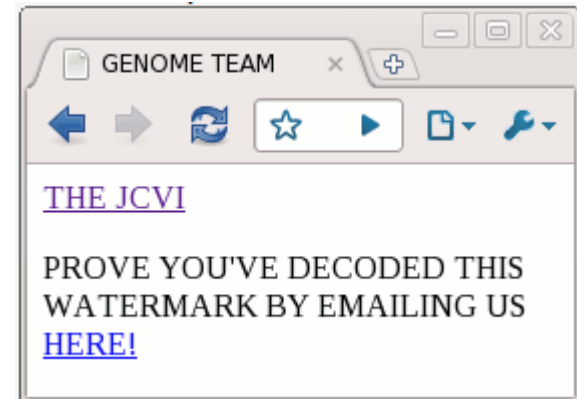 GENOME TEAM
THE JCVI
PROVE YOU'VE DECODED THIS
WATERMARK BY EMAILING US
HERE!